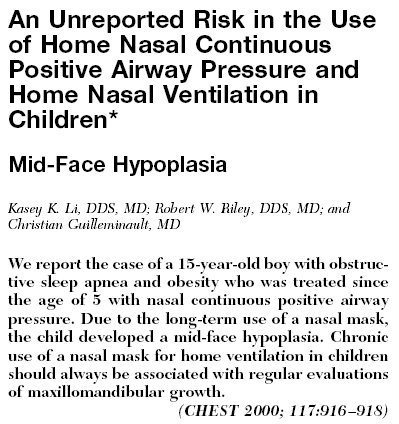 An Unreported Risk in the Use
of Home Nasal Continuous
Positive Airway Pressure and
Home Nasal Ventilation in
Children*
Mid-Face Hypoplasia
Kasey K. Li, DDS, MD; Robert W. Riley, DDS, MD; and
Christian Guilleminault, MD
We report the case of a 15-year-old boy with obstruc-
tive sleep apnea and obesity who was treated since
the age of 5 with nasal continuous positive airway
pressure. Due to the long-term use of a nasal mask,
the child developed a mid-face hypoplasia. Chronic
use of a nasal mask for home ventilation in children
should always be associated with regular evaluations
of maxillomandibular growth.
(CHEST 2000; 117:916–918)